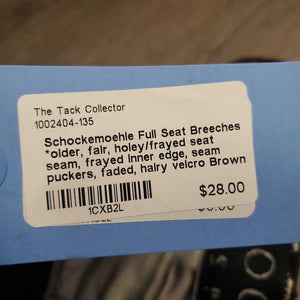 The Tack Collector
1002404-135
Schockemoehle Full Seat Breeches
*older, fair, holey/frayed seat
seam, frayed inner edge, seam
puckers, faded, hairy velcro Brown
1CXB2L
$28.00